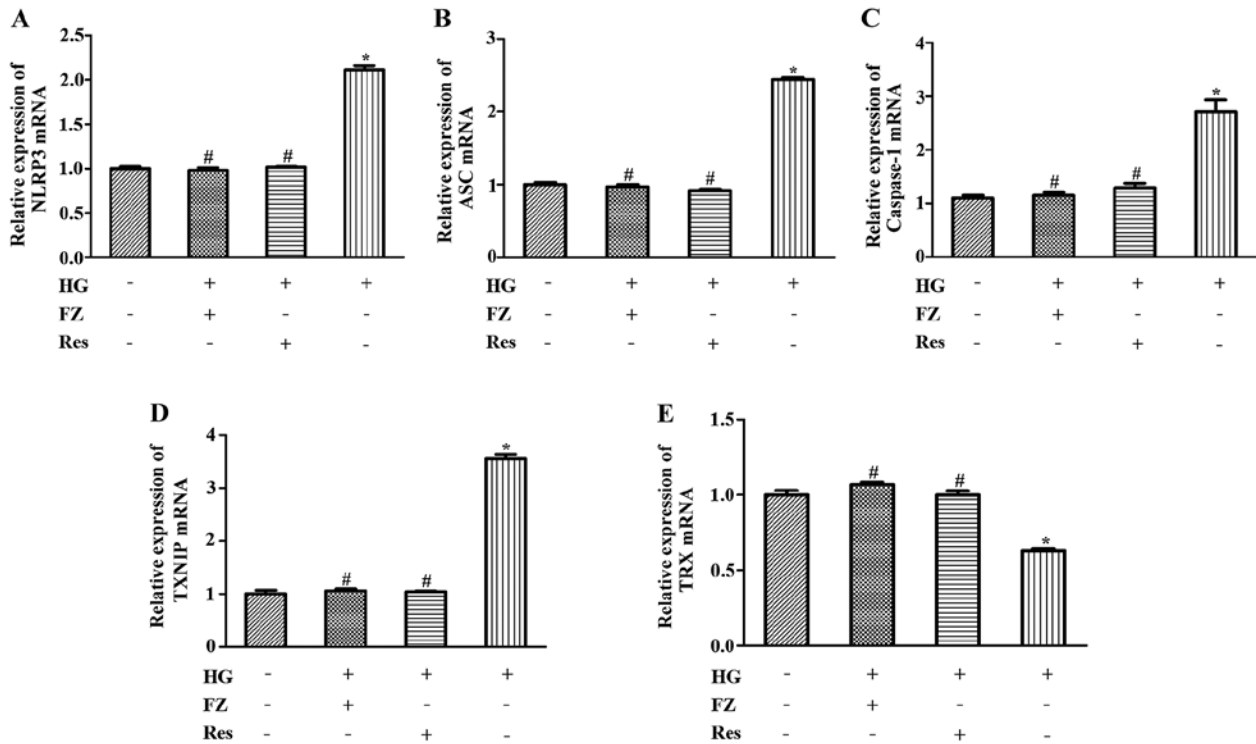 A
Relative expression of
NLRP3 mRNA
2.5
2.0
1.5
1.0
0.5
0.0
# # *
HG - + + +
FZ - + - -
Res - - + -
B
Relative expression of
ASC mRNA
3
2
1
0
# # *
HG - + + +
FZ - + - -
Res - - + -
C
Relative expression of
Caspase-1 mRNA
4
3
2
1
0
# # *
HG - + + +
FZ - + - -
Res - - + -
D
Relative expression of
TXNIP mRNA
4
3
2
1
0
# # *
HG - + + +
FZ - + - -
Res - - + -
E
Relative expression of
TRX mRNA
1.5
1.0
0.5
0.0
# # *
HG - + + +
FZ - + - -
Res - - + -